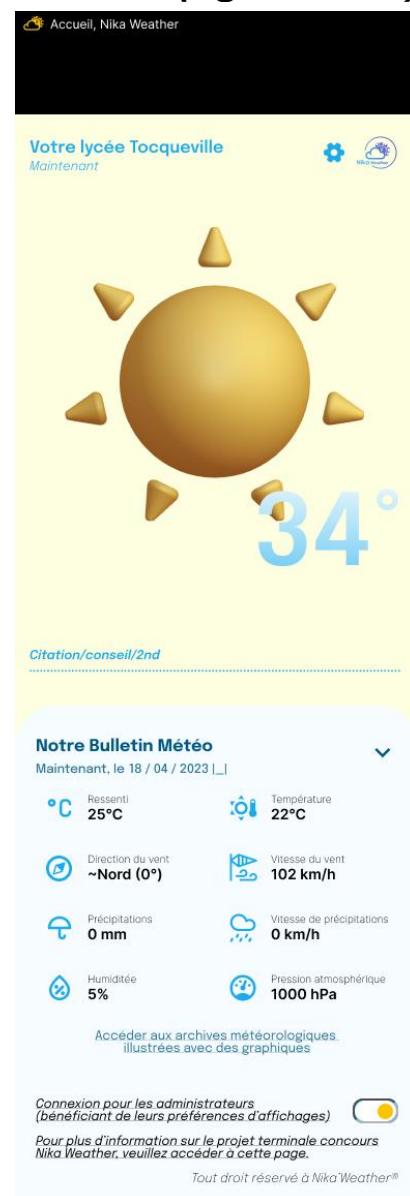 Accueil, Nika Weather
Votre lycée Tocqueville
Maintenant
34°
Citation/conseil/2nd
Notre Bulletin Météo
Maintenant, le 18 / 04 / 2023 |_|
°C Ressenti
25°C
Température
22°C
Direction du vent
~Nord (0°)
Vitesse du vent
102 km/h
Précipitations
0 mm
Vitesse de précipitations
0 km/h
Humiditée
5%
Pression atmosphérique
1000 hPa
Accéder aux archives météorologiques
illustrées avec des graphiques
Connexion pour les administrateurs
(bénéficiant de leurs préférences d'affichages)
Pour plus d'information sur le projet terminale concours
Nika Weather, veuillez accéder à cette page.
Tout droit réservé à Nika'Weather®